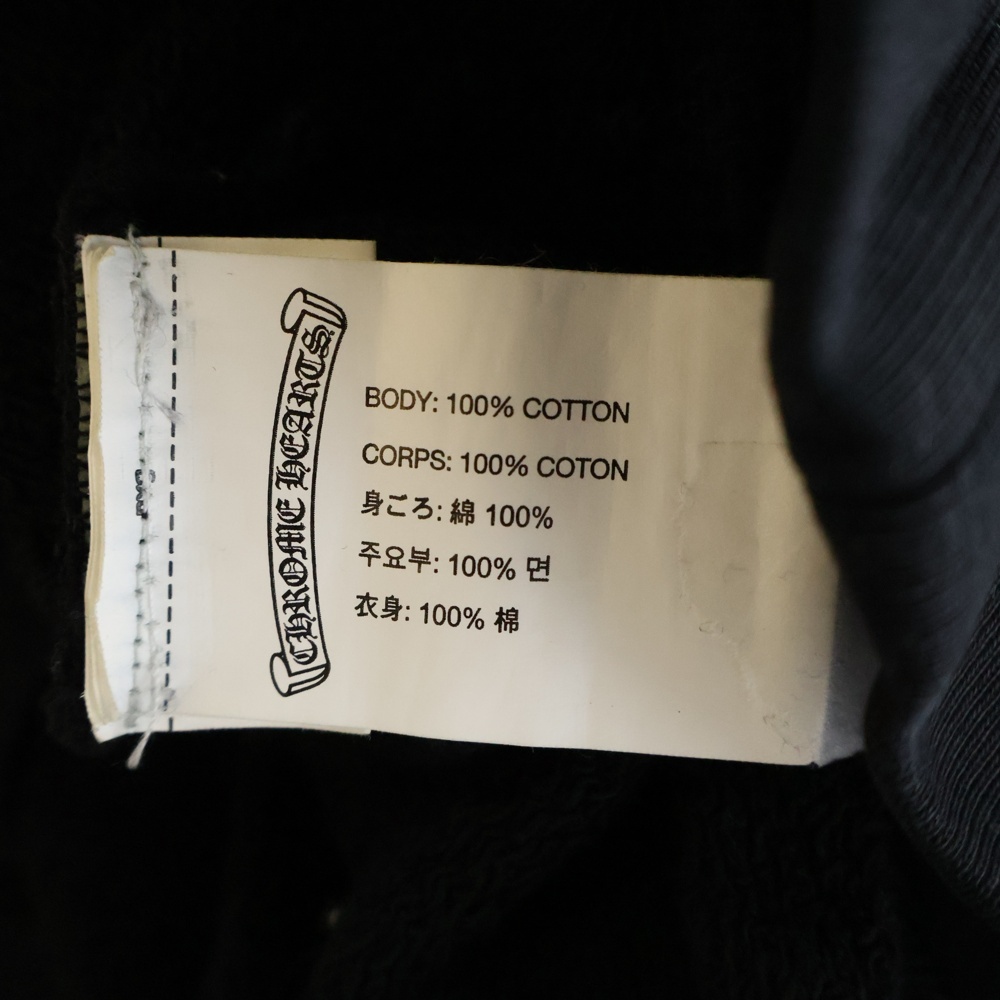 CHROME HEARTS
BODY: 100% COTTON
CORPS: 100% COTON
身ごろ: 綿 100%
주요부: 100% 면
衣身: 100% 棉